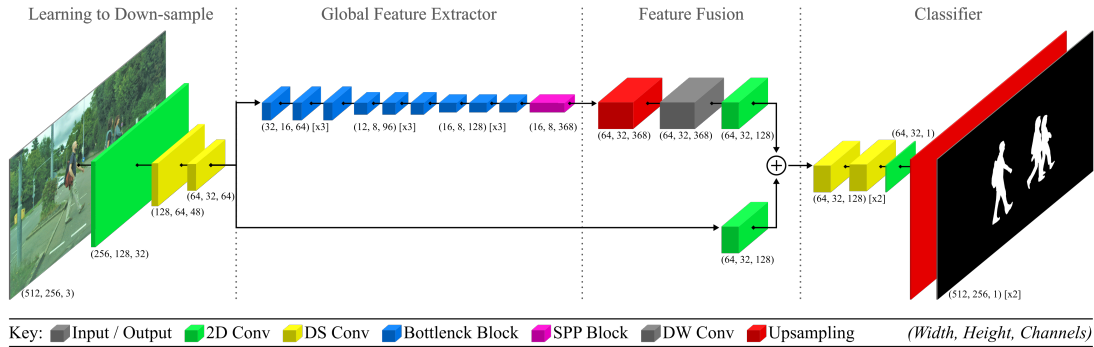 Learning to Down-sample
Global Feature Extractor
Feature Fusion
Classifier
(512, 256, 3)
(256, 128, 32)
(128, 64, 48)
(64, 32, 64)
(32, 16, 64) [x3]
(12, 8, 96) [x3]
(16, 8, 128) [x3]
(16, 8, 368)
(64, 32, 368)
(64, 32, 368)
(64, 32, 128)
(64, 32, 128)
(64, 32, 128) [x2]
(64, 32, 1)
(512, 256, 1) [x2]
Key: Input / Output 2D Conv DS Conv Bottlenck Block SPP Block DW Conv Upsampling (Width, Height, Channels)